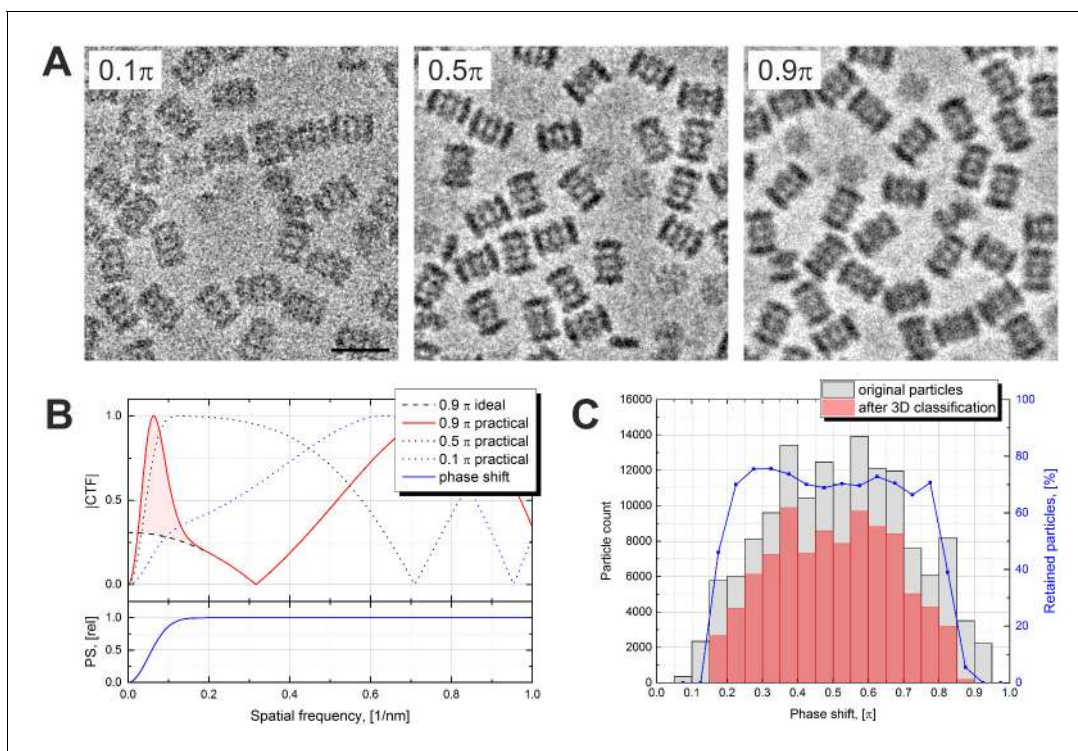 A
0.1π
0.5π
0.9π
B
0.9 π ideal
0.9 π practical
0.5 π practical
0.1 π practical
phase shift
1.0
0.5
0.0
|CTF|
1.0
0.5
0.0
PS, [rel]
0.0 0.2 0.4 0.6 0.8 1.0
Spatial frequency, [1/nm]
C
original particles
after 3D classification
16000
14000
12000
10000
8000
6000
4000
2000
0
Particle count
100
80
60
40
20
0
Retained particles, [%]
0.0 0.1 0.2 0.3 0.4 0.5 0.6 0.7 0.8 0.9 1.0
Phase shift, [π]